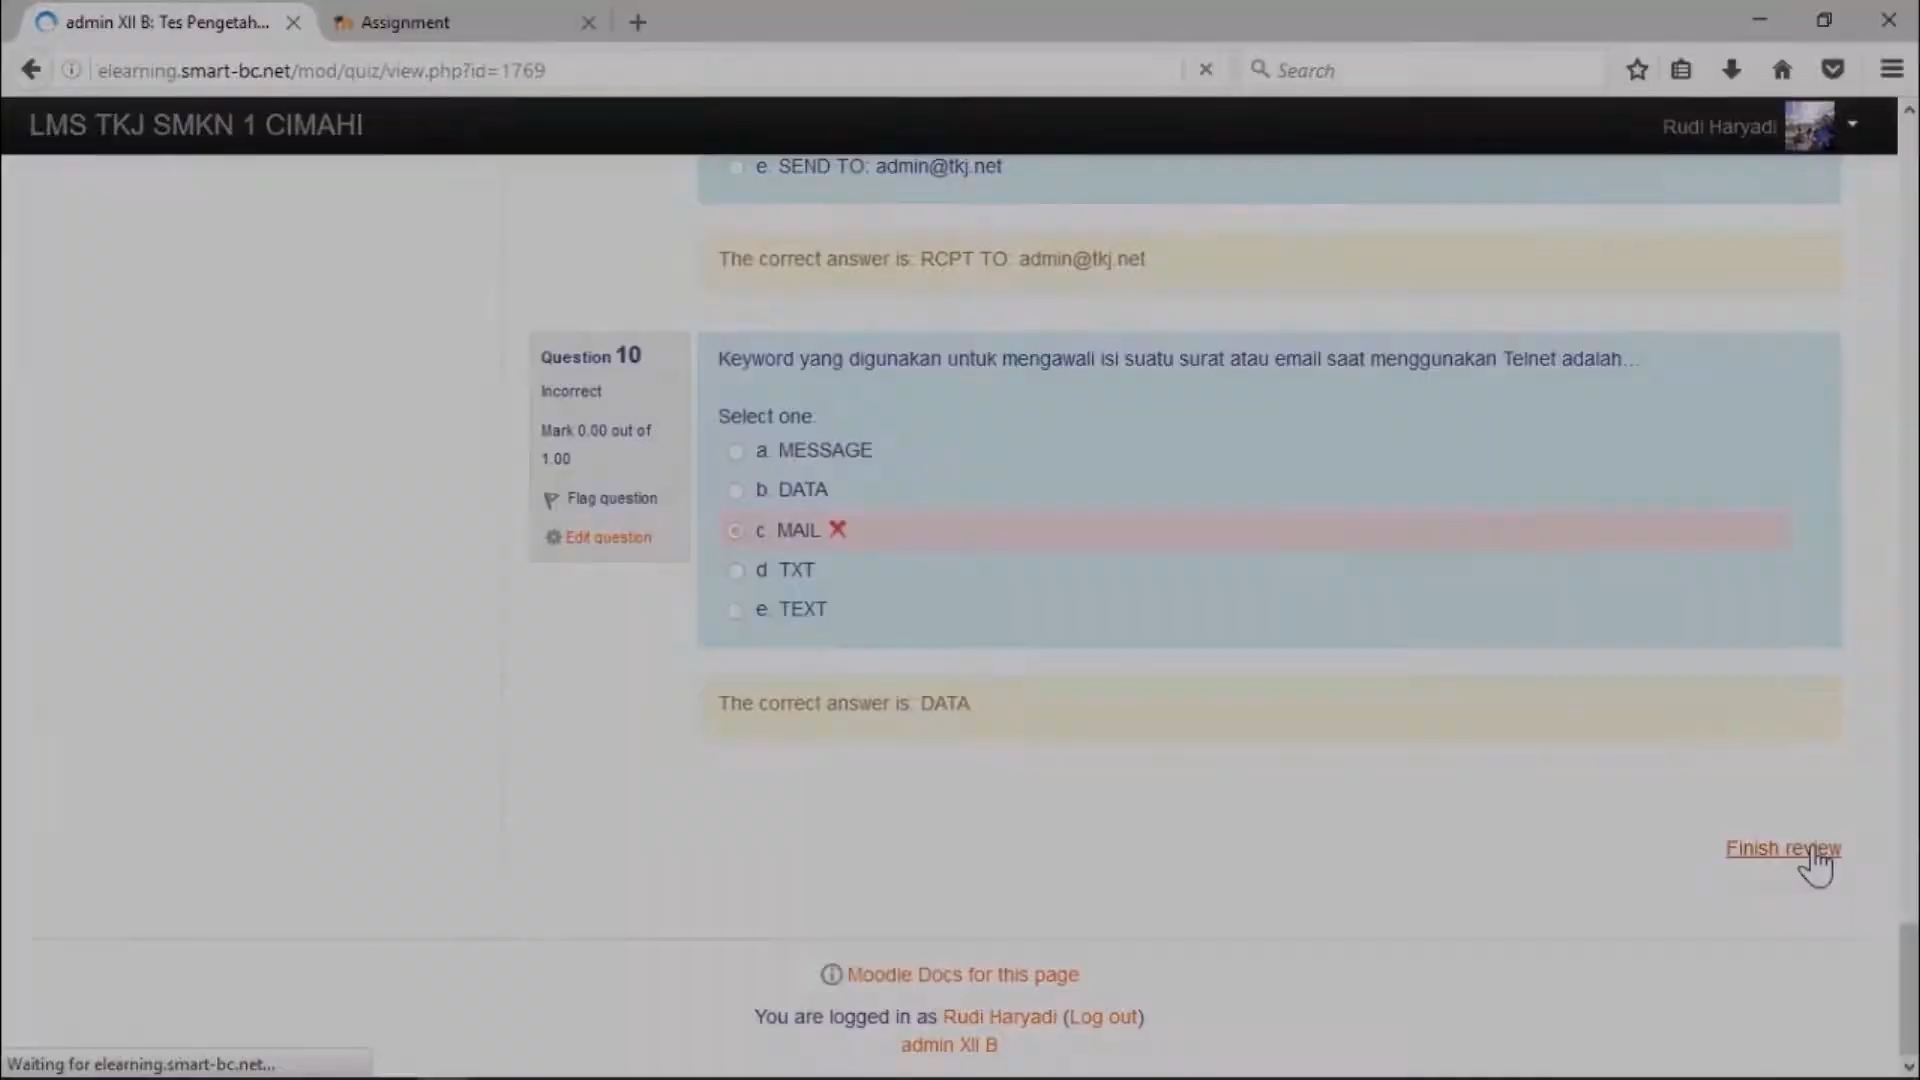 admin XII B: Tes Pengetah...
Assignment
elearning.smart-bc.net/mod/quiz/view.php?id=1769
Search
LMS TKJ SMKN 1 CIMAHI
Rudi Haryadi
e. SEND TO: admin@tkj.net
The correct answer is: RCPT TO: admin@tkj.net
Question 10
Incorrect
Mark 0.00 out of
1.00
Flag question
Edit question
Keyword yang digunakan untuk mengawali isi suatu surat atau email saat menggunakan Telnet adalah...
Select one:
a. MESSAGE
b. DATA
c. MAIL
d. TXT
e. TEXT
The correct answer is: DATA
Finish review
Moodle Docs for this page
You are logged in as Rudi Haryadi (Log out)
admin XII B
Waiting for elearning.smart-bc.net...